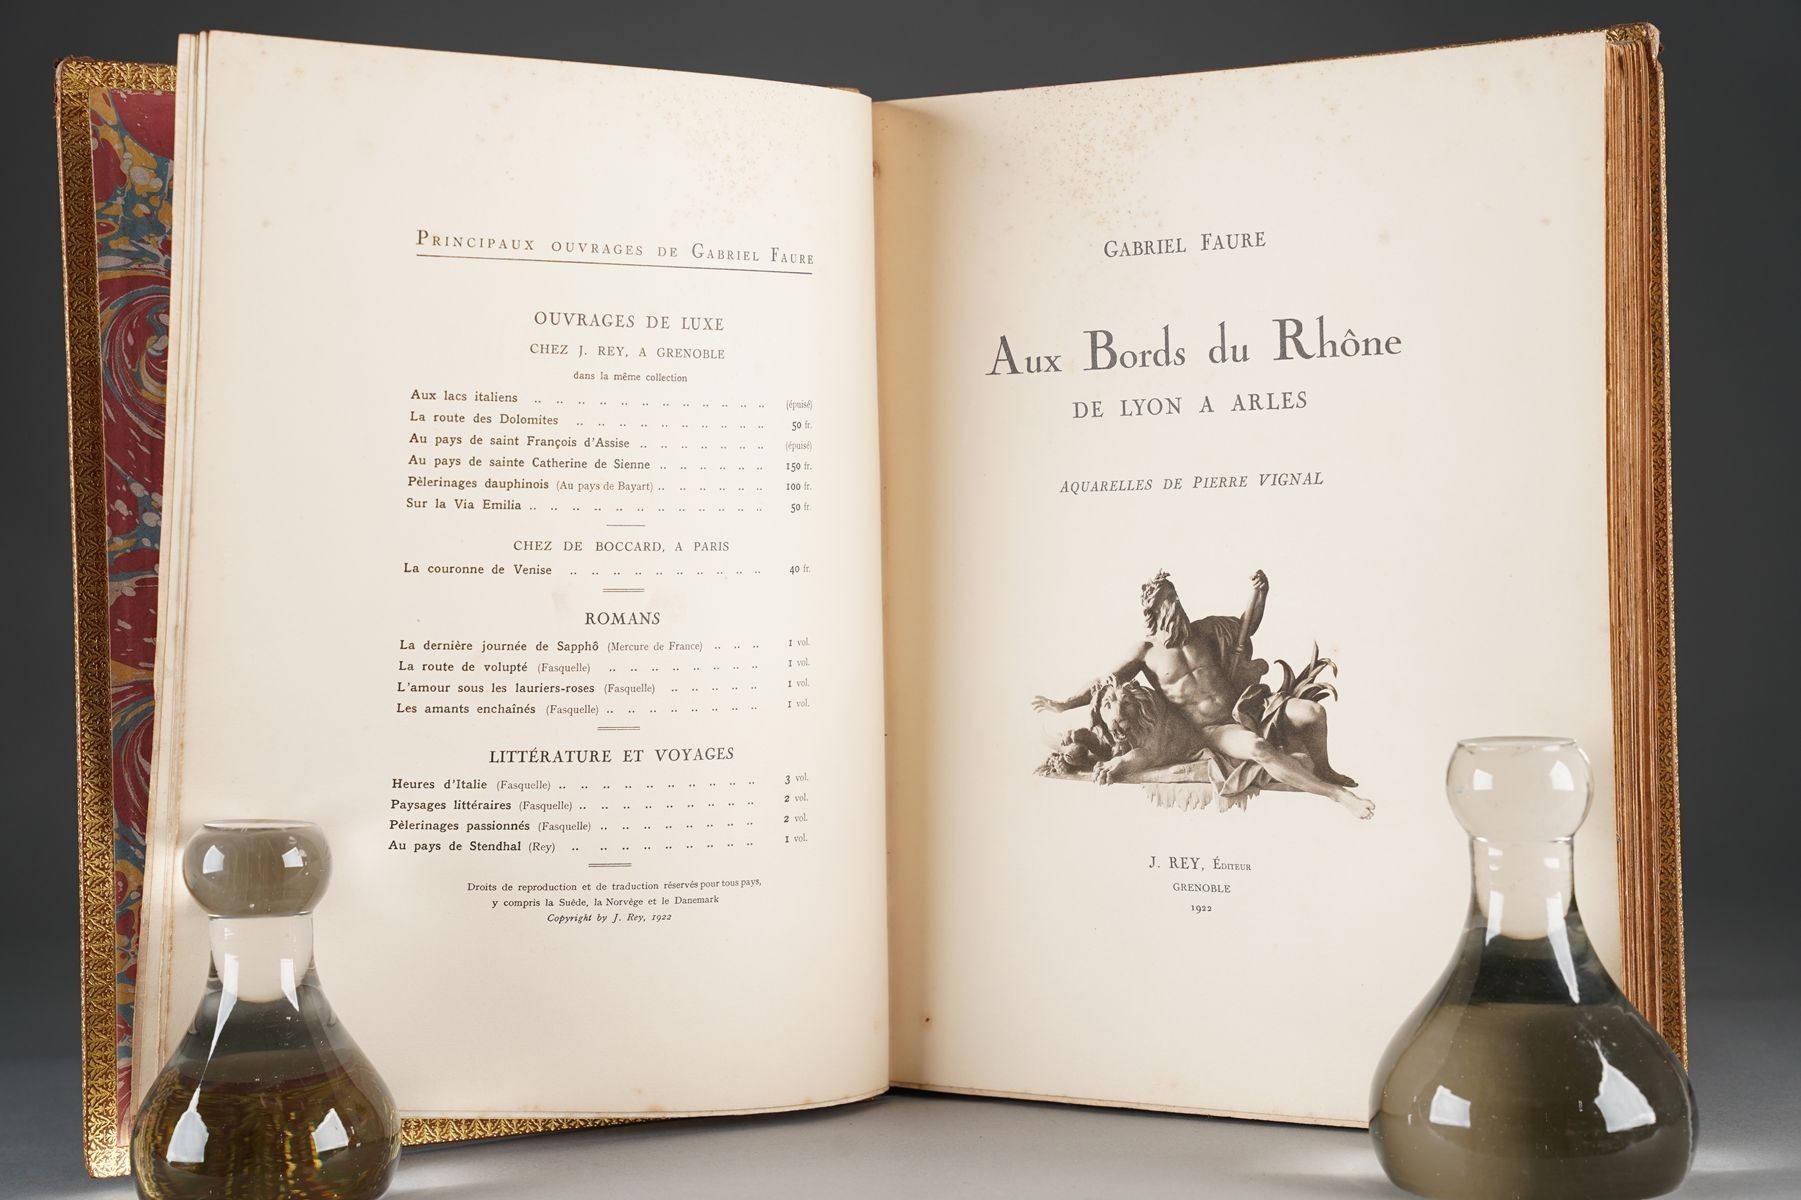 Principaux ouvrages de Gabriel Faure
OUVRAGES DE LUXE
CHEZ J. REY, A GRENOBLE
dans la même collection
Aux lacs italiens .. .. .. .. .. .. .. .. .. .. .. (épuisé)
La route des Dolomites .. .. .. .. .. .. .. .. .. 50 fr.
Au pays de saint François d'Assise .. .. .. .. .. .. (épuisé)
Au pays de sainte Catherine de Sienne .. .. .. .. .. 150 fr.
Pèlerinages dauphinois (Au pays de Bayart) .. .. .. .. .. 100 fr.
Sur la Via Emilia .. .. .. .. .. .. .. .. .. .. .. 50 fr.
CHEZ DE BOCCARD, A PARIS
La couronne de Venise .. .. .. .. .. .. .. .. .. 40 fr.
ROMANS
La dernière journée de Sapphô (Mercure de France) .. .. .. 1 vol.
La route de volupté (Fasquelle) .. .. .. .. .. .. .. 1 vol.
L'amour sous les lauriers-roses (Fasquelle) .. .. .. .. .. 1 vol.
Les amants enchaînés (Fasquelle) .. .. .. .. .. .. .. 1 vol.
LITTÉRATURE ET VOYAGES
Heures d'Italie (Fasquelle) .. .. .. .. .. .. .. .. .. 3 vol.
Paysages littéraires (Fasquelle) .. .. .. .. .. .. .. .. 2 vol.
Pèlerinages passionnés (Fasquelle) .. .. .. .. .. .. .. 2 vol.
Au pays de Stendhal (Rey) .. .. .. .. .. .. .. .. 1 vol.
Droits de reproduction et de traduction réservés pour tous pays,
y compris la Suède, la Norvège et le Danemark
Copyright by J. Rey, 1922
GABRIEL FAURE
Aux Bords du Rhône
DE LYON A ARLES
AQUARELLES DE PIERRE VIGNAL
J. REY, Éditeur
GRENOBLE
1922